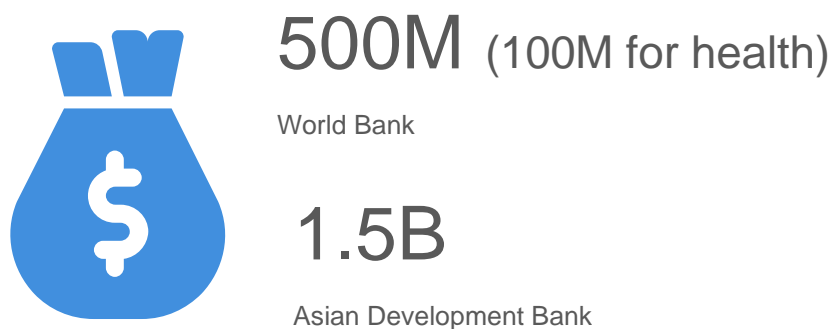 $
500M (100M for health)
World Bank
1.5B
Asian Development Bank